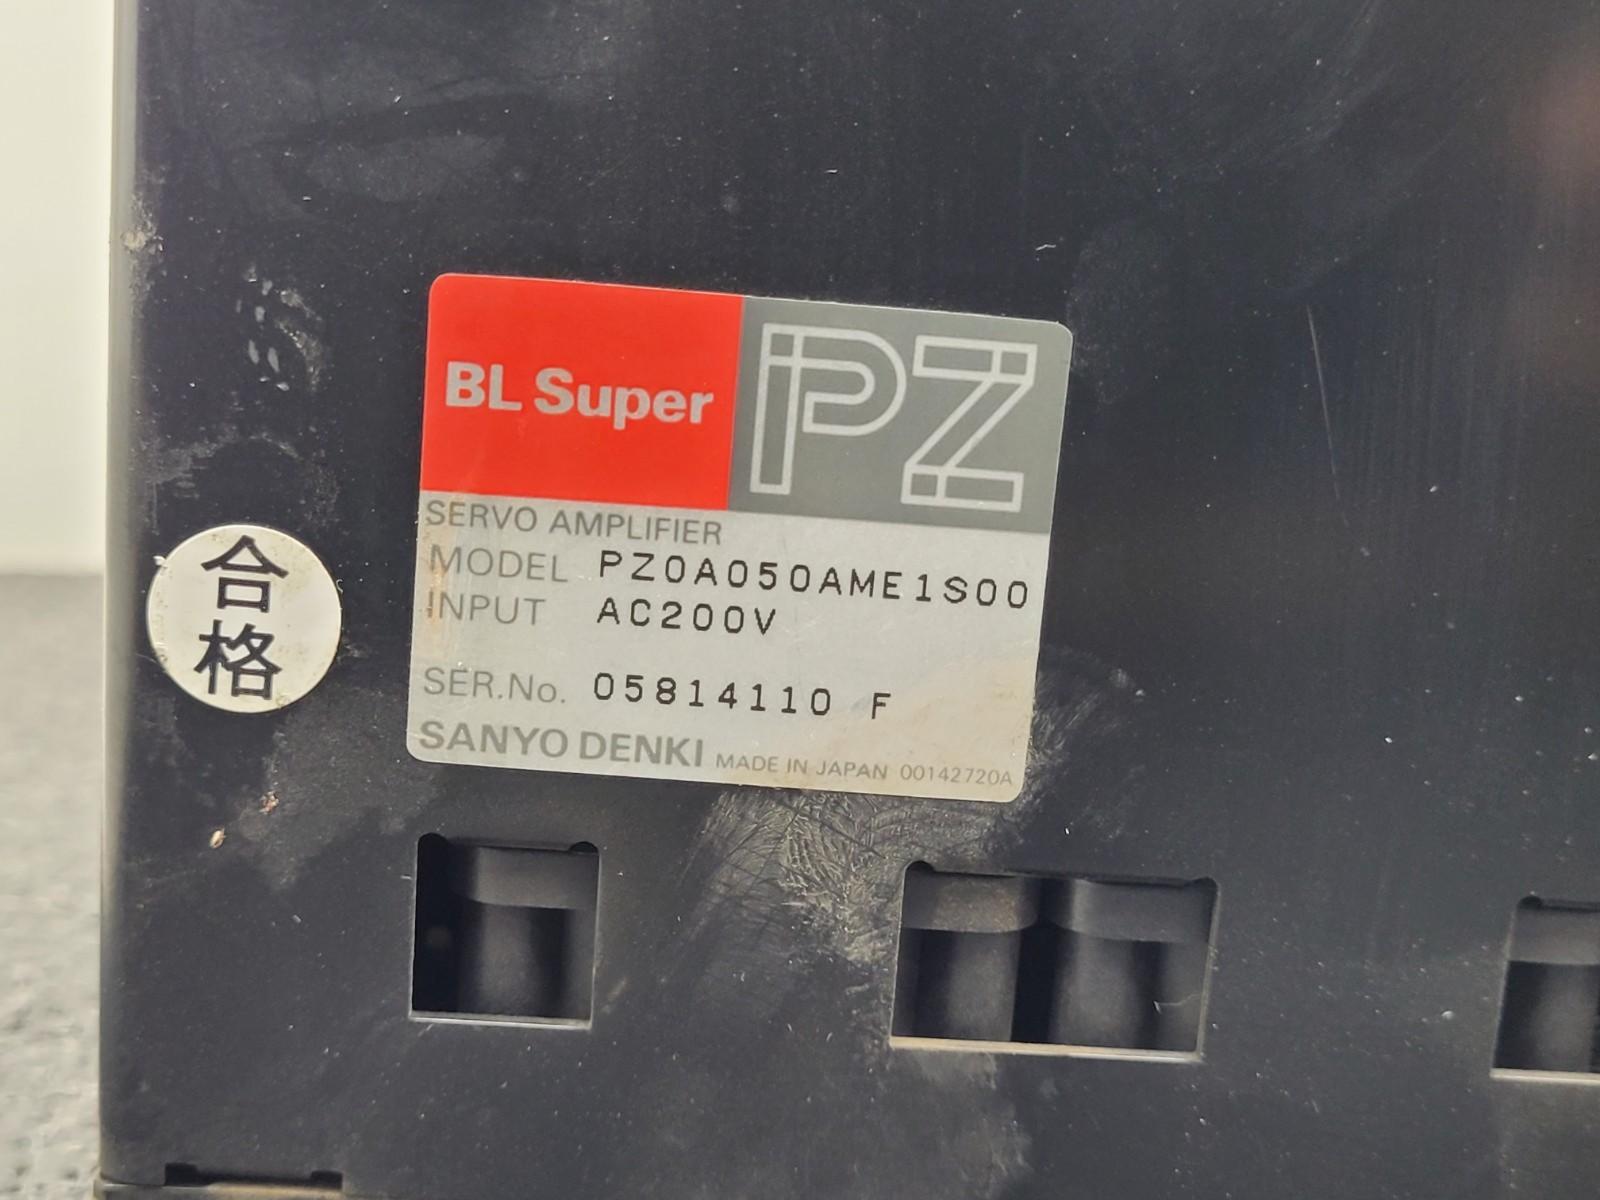 BL Super PZ
SERVO AMPLIFIER
MODEL PZ0A050AME1S00
INPUT AC200V
SER.No. 05814110 F
SANYO DENKI MADE IN JAPAN 00142720A
合
格